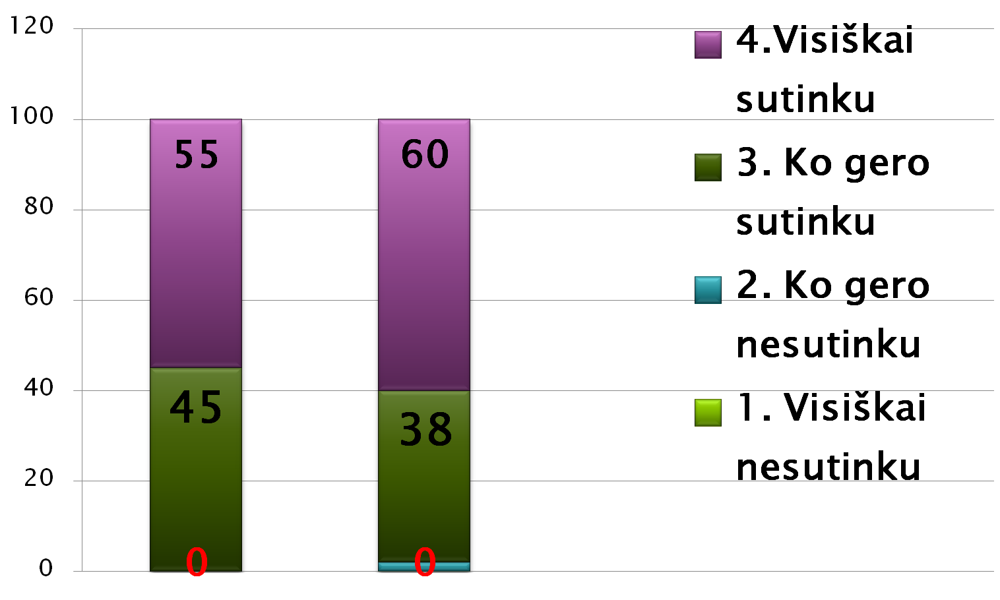 120
100
80
60
40
20
0
55
45
0
60
38
0
4.Visiškai
sutinku
3. Ko gero
sutinku
2. Ko gero
nesutinku
1. Visiškai
nesutinku